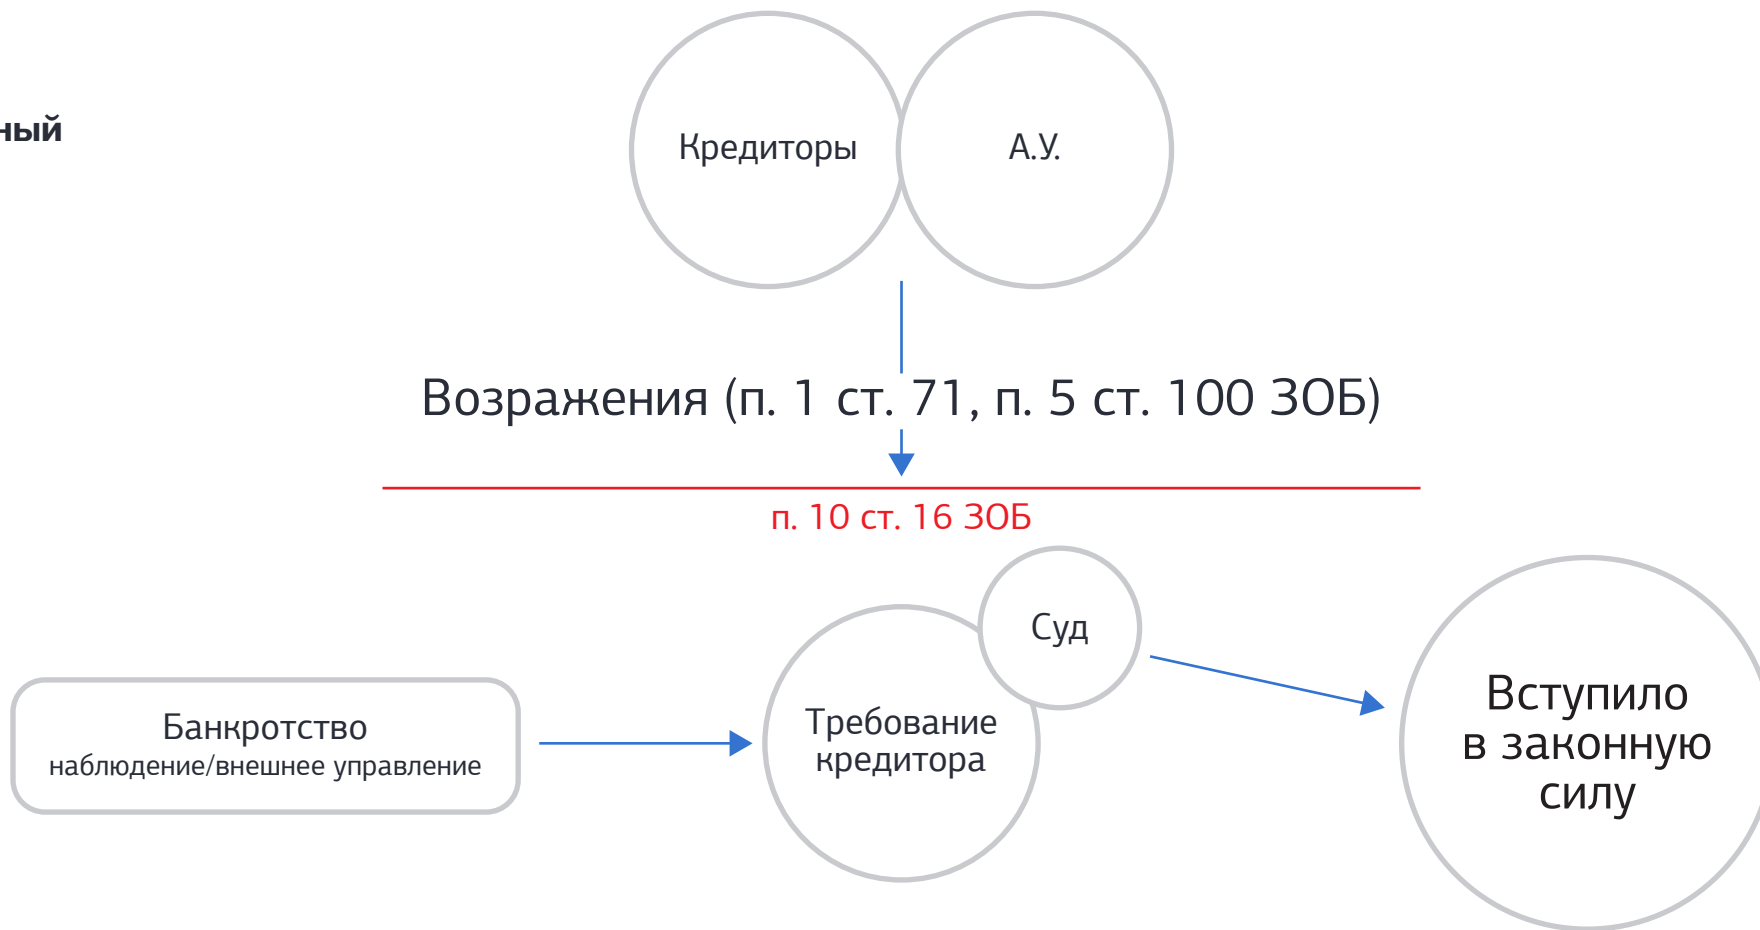 ный
Кредиторы
А.У.
Возражения (п. 1 ст. 71, п. 5 ст. 100 ЗОБ)
п. 10 ст. 16 ЗОБ
Суд
Банкротство
наблюдение/внешнее управление
Требование
кредитора
Вступило
в законную
силу